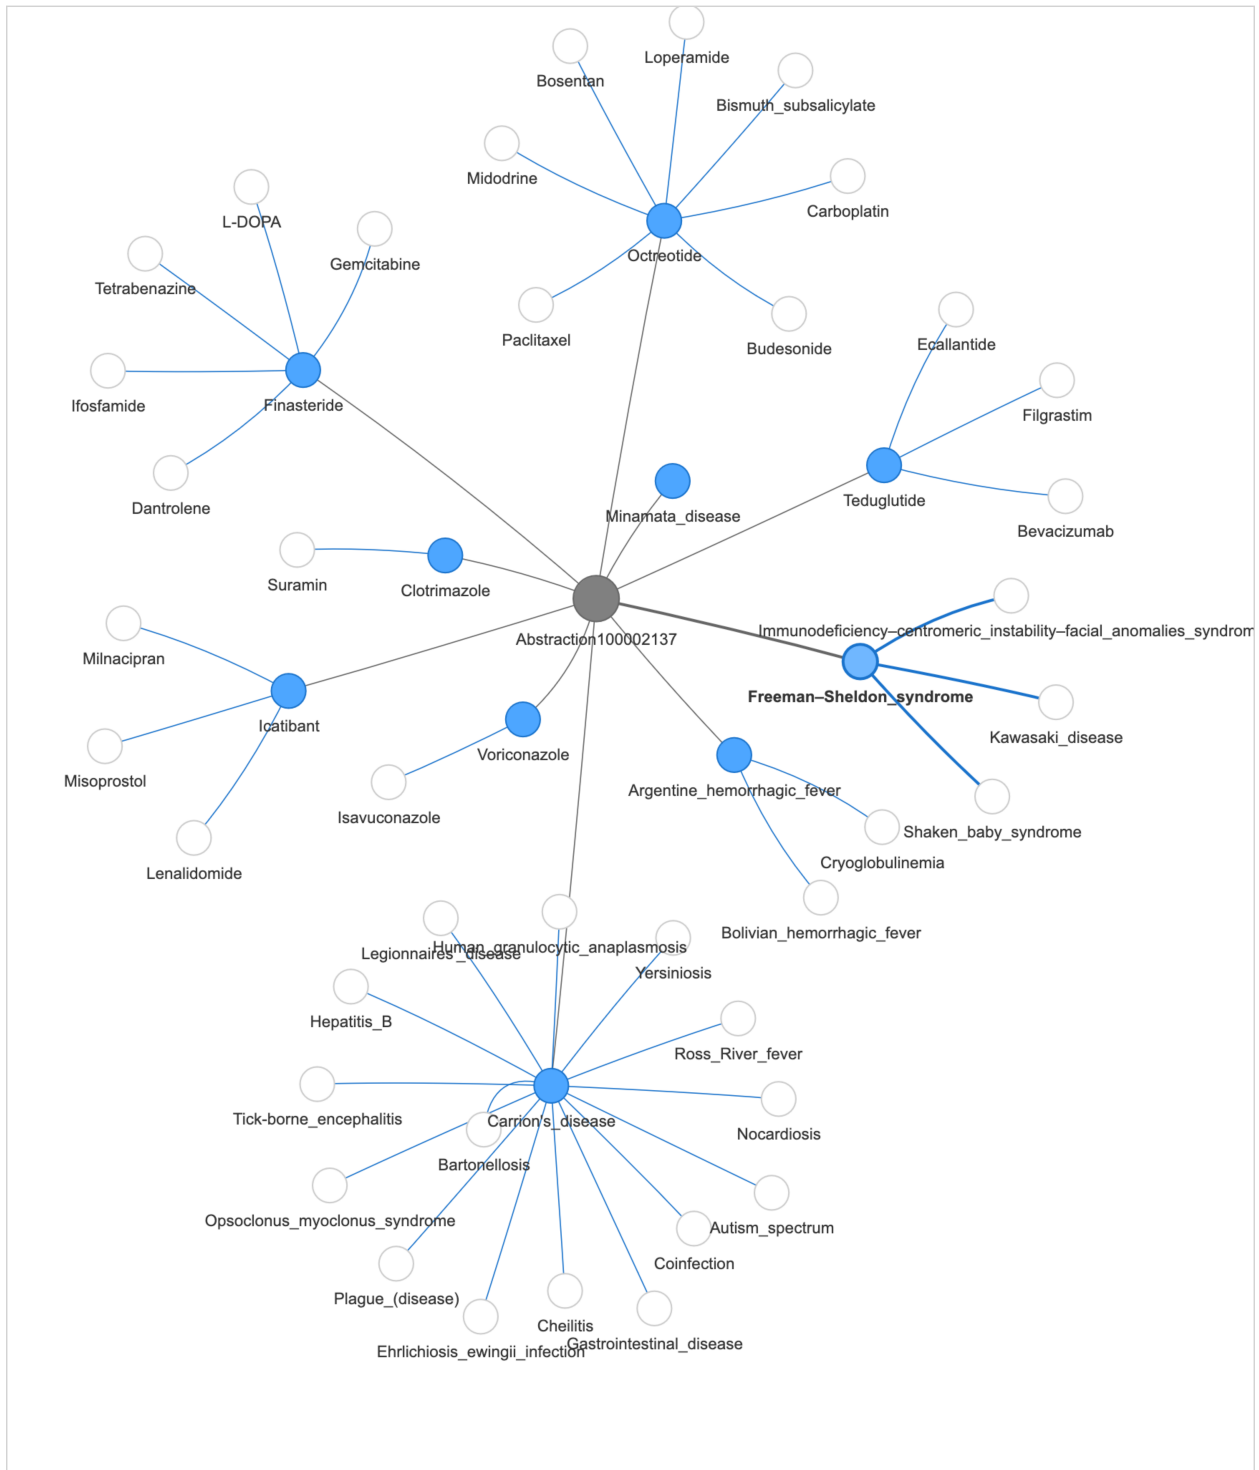 Loperamide
Bosentan
Bismuth_subsalicylate
Midodrine
Carboplatin
L-DOPA
Octreotide
Gemcitabine
Tetrabenazine
Paclitaxel
Ecallantide
Budesonide
Finasteride
Ifosfamide
Filgrastim
Teduglutide
Dantrolene
Minamata_disease
Bevacizumab
Suramin
Clotrimazole
Immunodeficiency–centromeric_instability–facial_anomalies_syndrom
Abstraction100002137
Milnacipran
Freeman–Sheldon_syndrome
Icatibant
Kawasaki_disease
Voriconazole
Misoprostol
Argentine_hemorrhagic_fever
Isavuconazole
Shaken_baby_syndrome
Cryoglobulinemia
Lenalidomide
Bolivian_hemorrhagic_fever
Human_granulocytic_anaplasmosis
Legionnaires'_disease
Yersiniosis
Hepatitis_B
Ross_River_fever
Tick-borne_encephalitis
Carrion's_disease
Nocardiosis
Bartonellosis
Opsoclonus_myoclonus_syndrome
Autism_spectrum
Coinfection
Plague_(disease)
Cheilitis
Gastrointestinal_disease
Ehrlichiosis_ewingii_infection